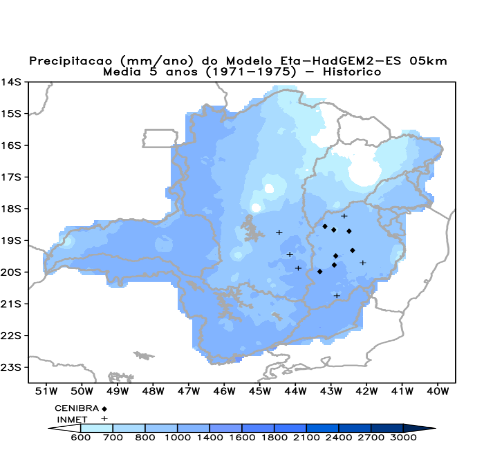 Precipitacao (mm/ano) do Modelo Eta-HadGEM2-ES 05km
Media 5 anos (1971-1975) - Historico
14S
15S
16S
17S
18S
19S
20S
21S
22S
23S
51W 50W 49W 48W 47W 46W 45W 44W 43W 42W 41W 40W
CENIBRA
INMET
600 700 800 1000 1400 1600 1800 2100 2400 2700 3000